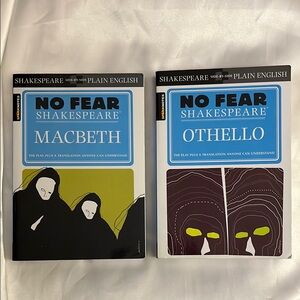 SHAKESPEARE SIDE-BY-SIDE PLAIN ENGLISH
NO FEAR
SHAKESPEARE
MACBETH
THE PLAY PLUS A TRANSLATION ANYONE CAN UNDERSTAND
SHAKESPEARE SIDE-BY-SIDE PLAIN ENGLISH
NO FEAR
SHAKESPEARE
OTHELLO
THE PLAY PLUS A TRANSLATION ANYONE CAN UNDERSTAND